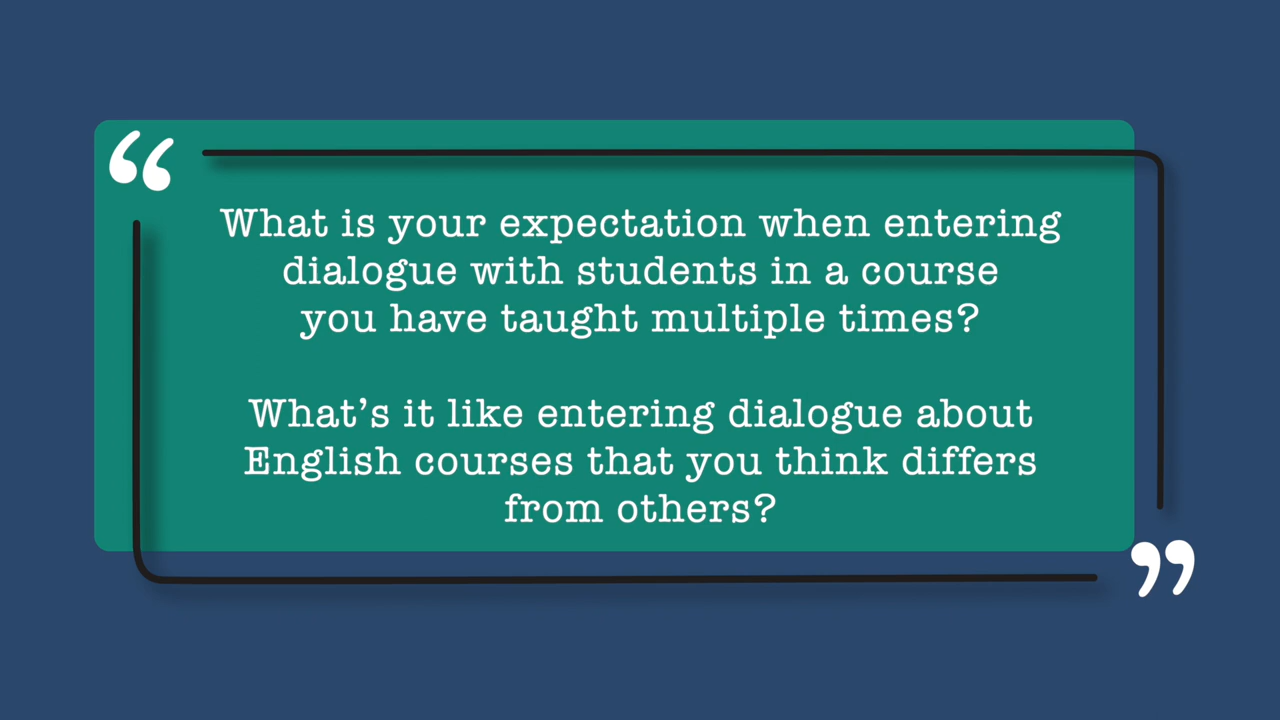 “
What is your expectation when entering
dialogue with students in a course
you have taught multiple times?
What’s it like entering dialogue about
English courses that you think differs
from others?
”